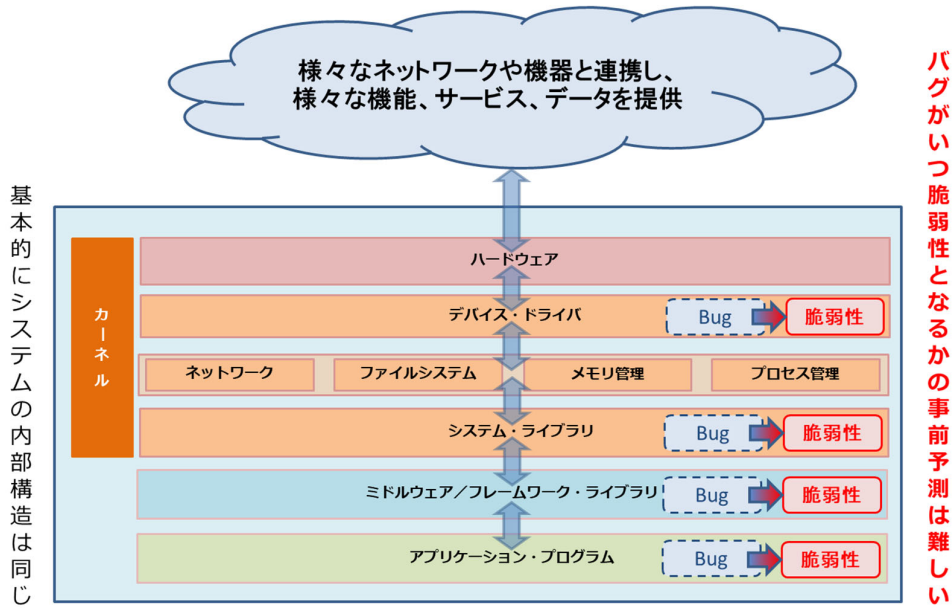 様々なネットワークや機器と連携し、
様々な機能、サービス、データを提供
基本的にシステムの内部構造は同じ
バグがいつ脆弱性となるかの事前予測は難しい
カーネル
ハードウェア
デバイス・ドライバ
Bug
脆弱性
ネットワーク
ファイルシステム
メモリ管理
プロセス管理
システム・ライブラリ
Bug
脆弱性
ミドルウェア／フレームワーク・ライブラリ
Bug
脆弱性
アプリケーション・プログラム
Bug
脆弱性